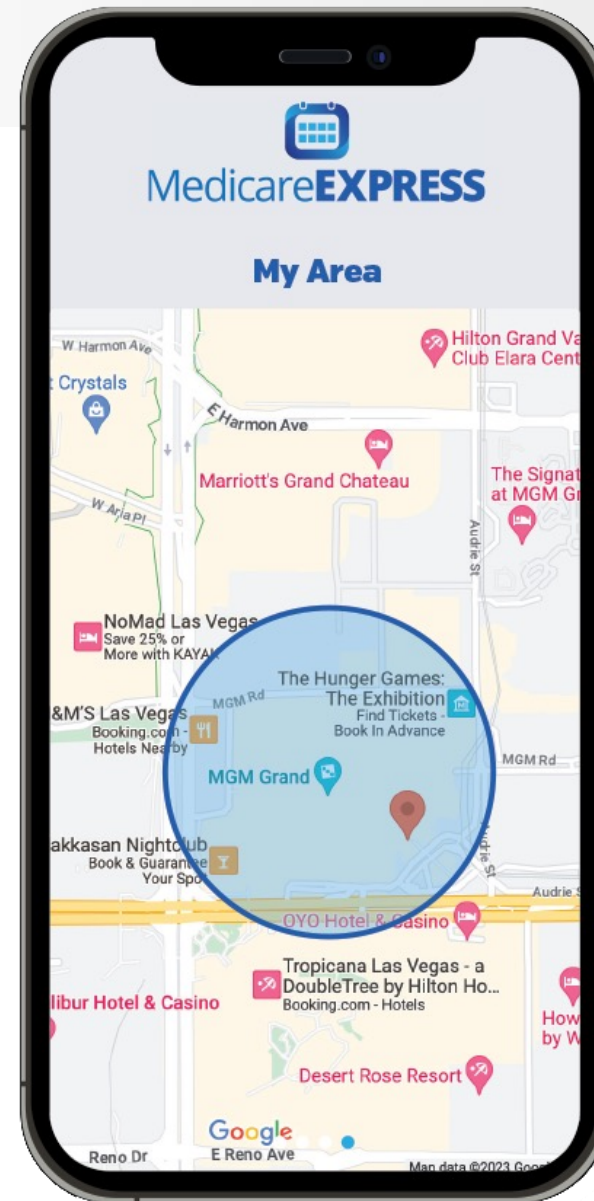 MedicareEXPRESS
My Area
W Harmon Ave
Hilton Grand Va
Club Elara Cent
t Crystals
E Harmon Ave
Marriott's Grand Chateau
The Signat
at MGM Gr
W Aria Pl
Audrie St
NoMad Las Vegas
Save 25% or
More with KAYAK
The Hunger Games:
The Exhibition
Find Tickets -
Book In Advance
MGM Rd
&M'S Las Vegas
Booking.com -
Hotels Nearby
MGM Grand
MGM Rd
akkasan Nightclub
Book & Guarantee
Your Spot
Audrie St
Audrie S
OYO Hotel & Casino
Tropicana Las Vegas - a
DoubleTree by Hilton Ho...
Booking.com - Hotels
libur Hotel & Casino
How
by W
Desert Rose Resort
Google
Reno Dr
E Reno Ave
Map data ©2023 Goog